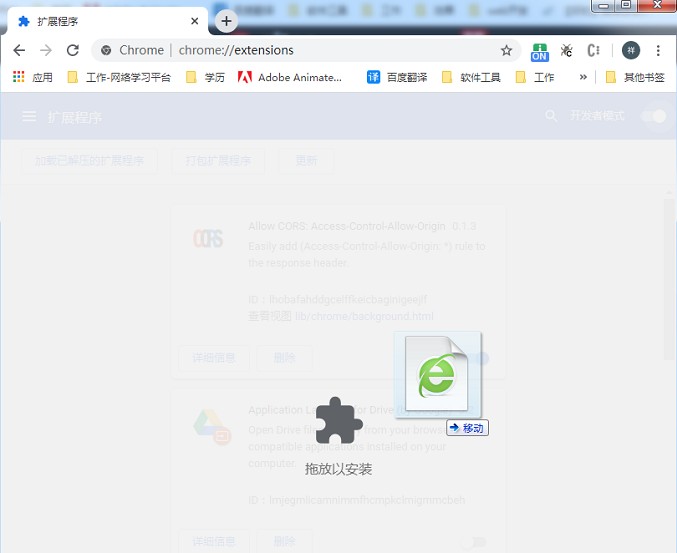 扩展程序
Chrome | chrome://extensions
ON
祥
应用 工作-网络学习平台 学历 Adobe Animate... 译 百度翻译 软件工具 工作 » 其他书签
扩展程序 开发者模式
加载已解压的扩展程序 打包扩展程序 更新
CORS
Allow CORS: Access-Control-Allow-Origin 0.1.3
Easily add (Access-Control-Allow-Origin: *) rule to
the response header.
ID：lhobafahddgcelffkeicbaginigeejlf
查看视图 lib/chrome/background.html
详细信息 删除
移动
Application La for Drive
Open Drive from your browse
compatible applications installed on your
computer.
拖放以安装
ID：lmjegmlicamnimmfhcmpkclmigmmcbeh
详细信息 删除